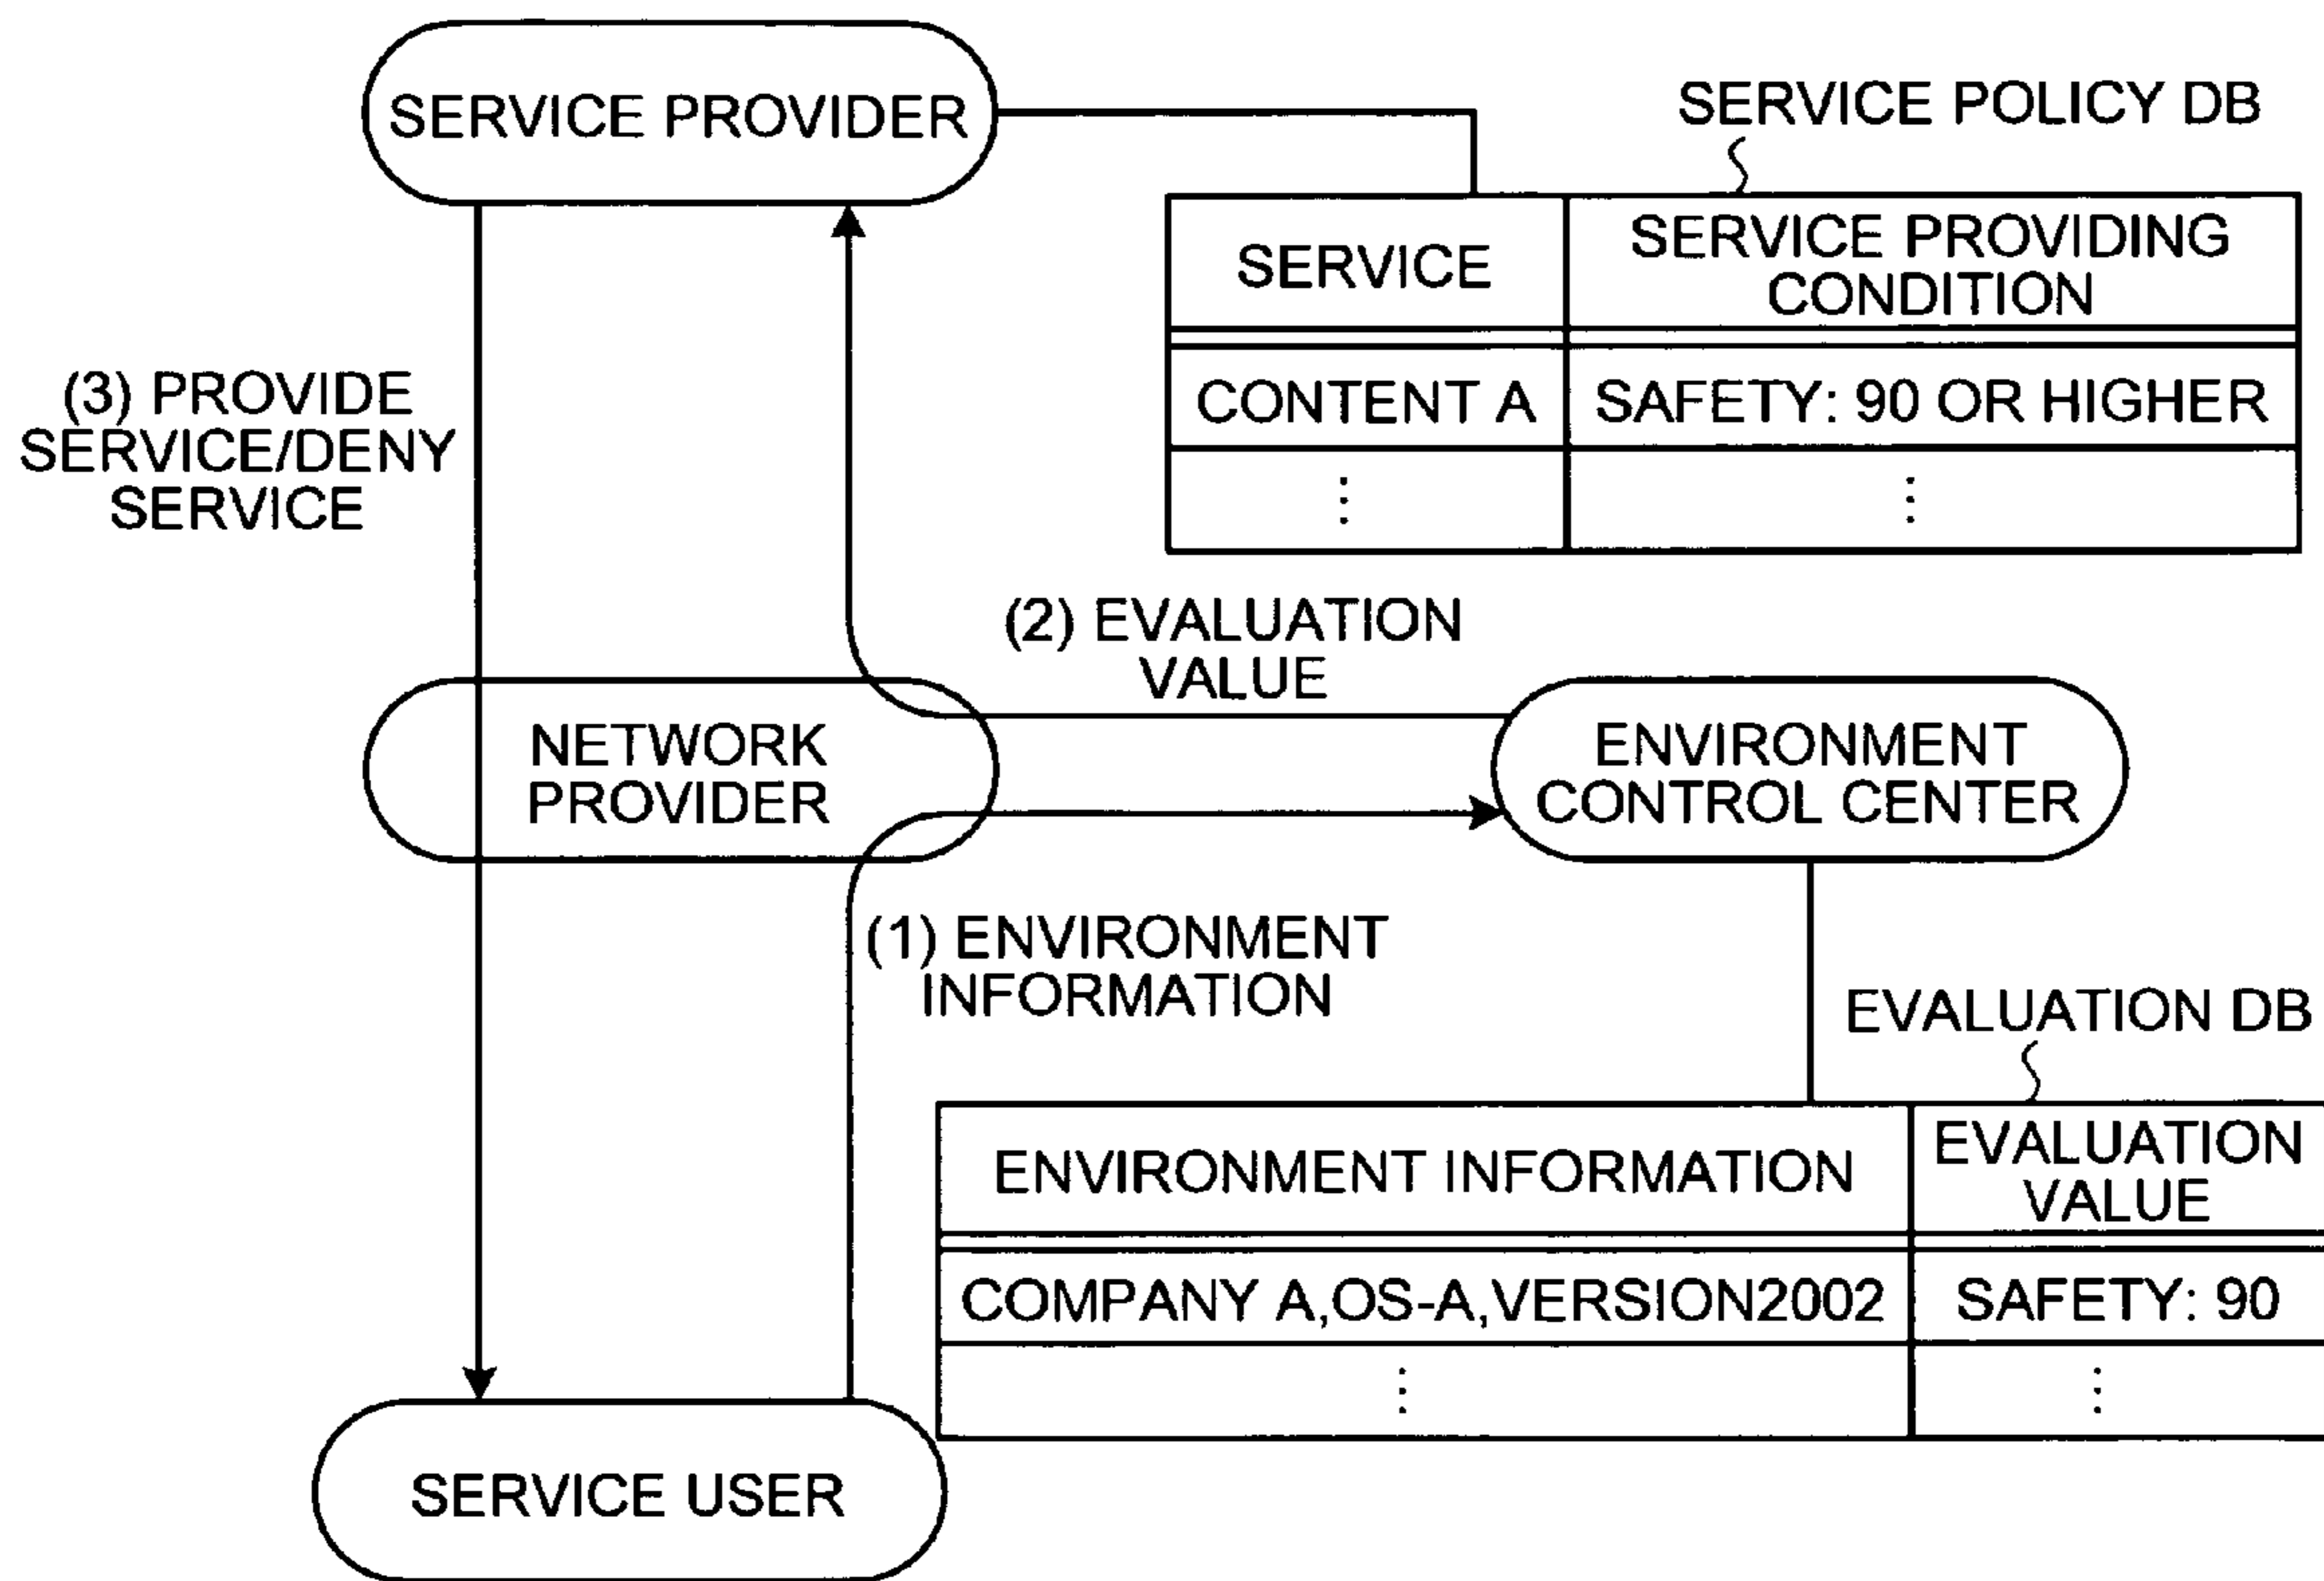 SERVICE PROVIDER
SERVICE POLICY DB
SERVICE
SERVICE PROVIDING
CONDITION
CONTENT A
SAFETY: 90 OR HIGHER
⋮
⋮
(3) PROVIDE
SERVICE/DENY
SERVICE
(2) EVALUATION
VALUE
NETWORK
PROVIDER
ENVIRONMENT
CONTROL CENTER
(1) ENVIRONMENT
INFORMATION
EVALUATION DB
ENVIRONMENT INFORMATION
EVALUATION
VALUE
COMPANY A,OS-A,VERSION2002
SAFETY: 90
⋮
⋮
SERVICE USER